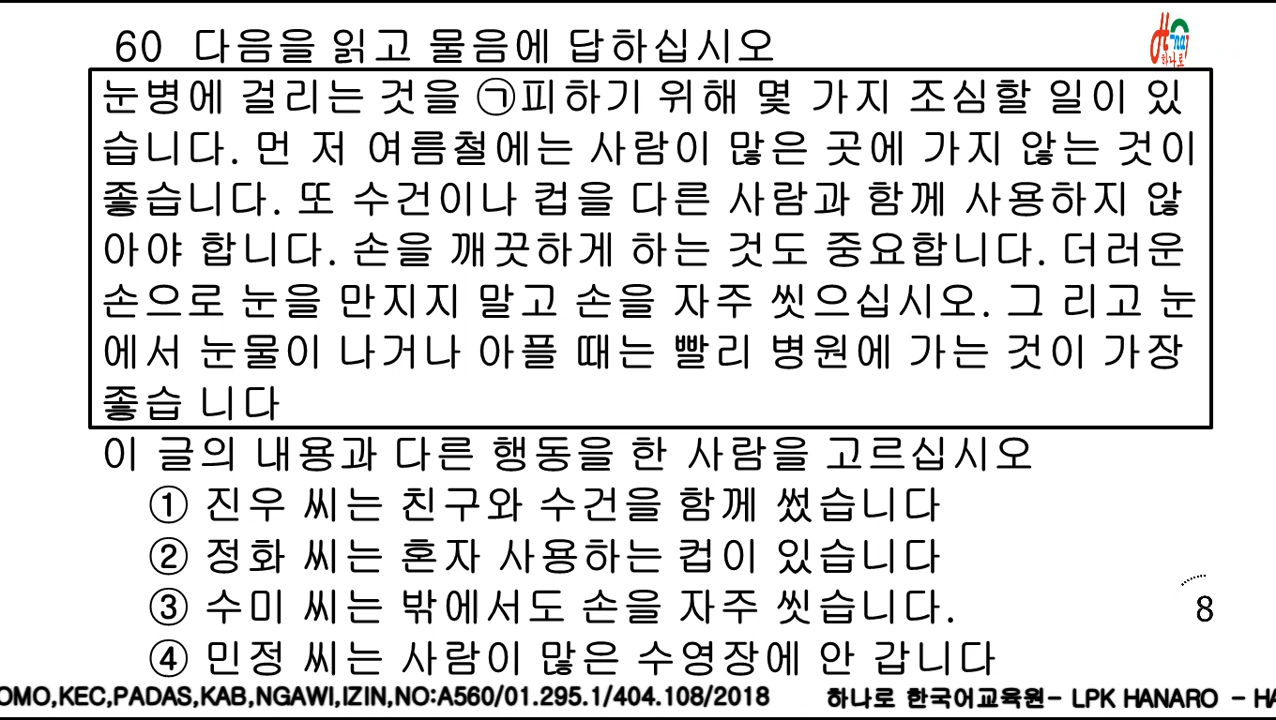 60 다음을 읽고 물음에 답하십시오
Hana
화나로
눈병에 걸리는 것을 ㉠피하기 위해 몇 가지 조심할 일이 있
습니다. 먼 저 여름철에는 사람이 많은 곳에 가지 않는 것이
좋습니다. 또 수건이나 컵을 다른 사람과 함께 사용하지 않
아야 합니다. 손을 깨끗하게 하는 것도 중요합니다. 더러운
손으로 눈을 만지지 말고 손을 자주 씻으십시오. 그 리고 눈
에서 눈물이 나거나 아플 때는 빨리 병원에 가는 것이 가장
좋습 니다
이 글의 내용과 다른 행동을 한 사람을 고르십시오
① 진우 씨는 친구와 수건을 함께 썼습니다
② 정화 씨는 혼자 사용하는 컵이 있습니다
③ 수미 씨는 밖에서도 손을 자주 씻습니다.
8
④ 민정 씨는 사람이 많은 수영장에 안 갑니다
OMO,KEC,PADAS,KAB,NGAWI,IZIN,NO:A560/01.295.1/404.108/2018 하나로 한국어교육원- LPK HANARO - HA